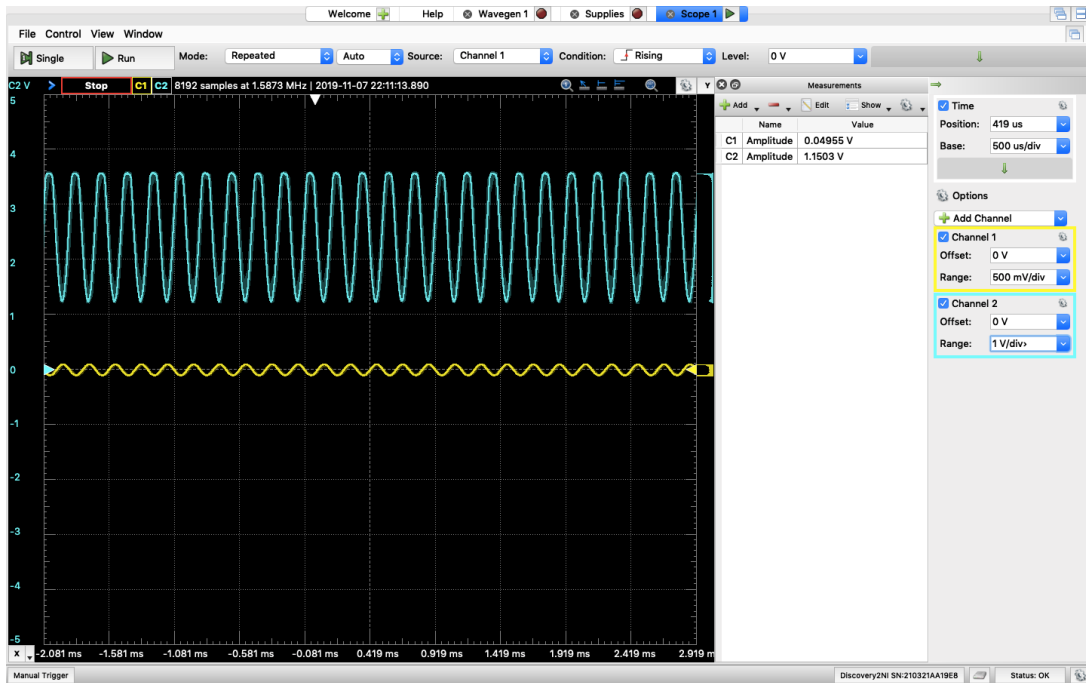 Welcome Help Wavegen 1 Supplies Scope 1
File Control View Window
Single Run Mode: Repeated Auto Source: Channel 1 Condition: Rising Level: 0 V
C2 V Stop C1 C2 8192 samples at 1.5873 MHz | 2019-11-07 22:11:13.890 Y
5
4
3
2
1
0
-1
-2
-3
-4
-5
X -2.081 ms -1.581 ms -1.081 ms -0.581 ms -0.081 ms 0.419 ms 0.919 ms 1.419 ms 1.919 ms 2.419 ms 2.919 m
Measurements
Add Edit Show
Name Value
C1 Amplitude 0.04955 V
C2 Amplitude 1.1503 V
Time
Position: 419 us
Base: 500 us/div
Options
Add Channel
Channel 1
Offset: 0 V
Range: 500 mV/div
Channel 2
Offset: 0 V
Range: 1 V/div›
Manual Trigger Discovery2NI SN:210321AA19E8 Status: OK